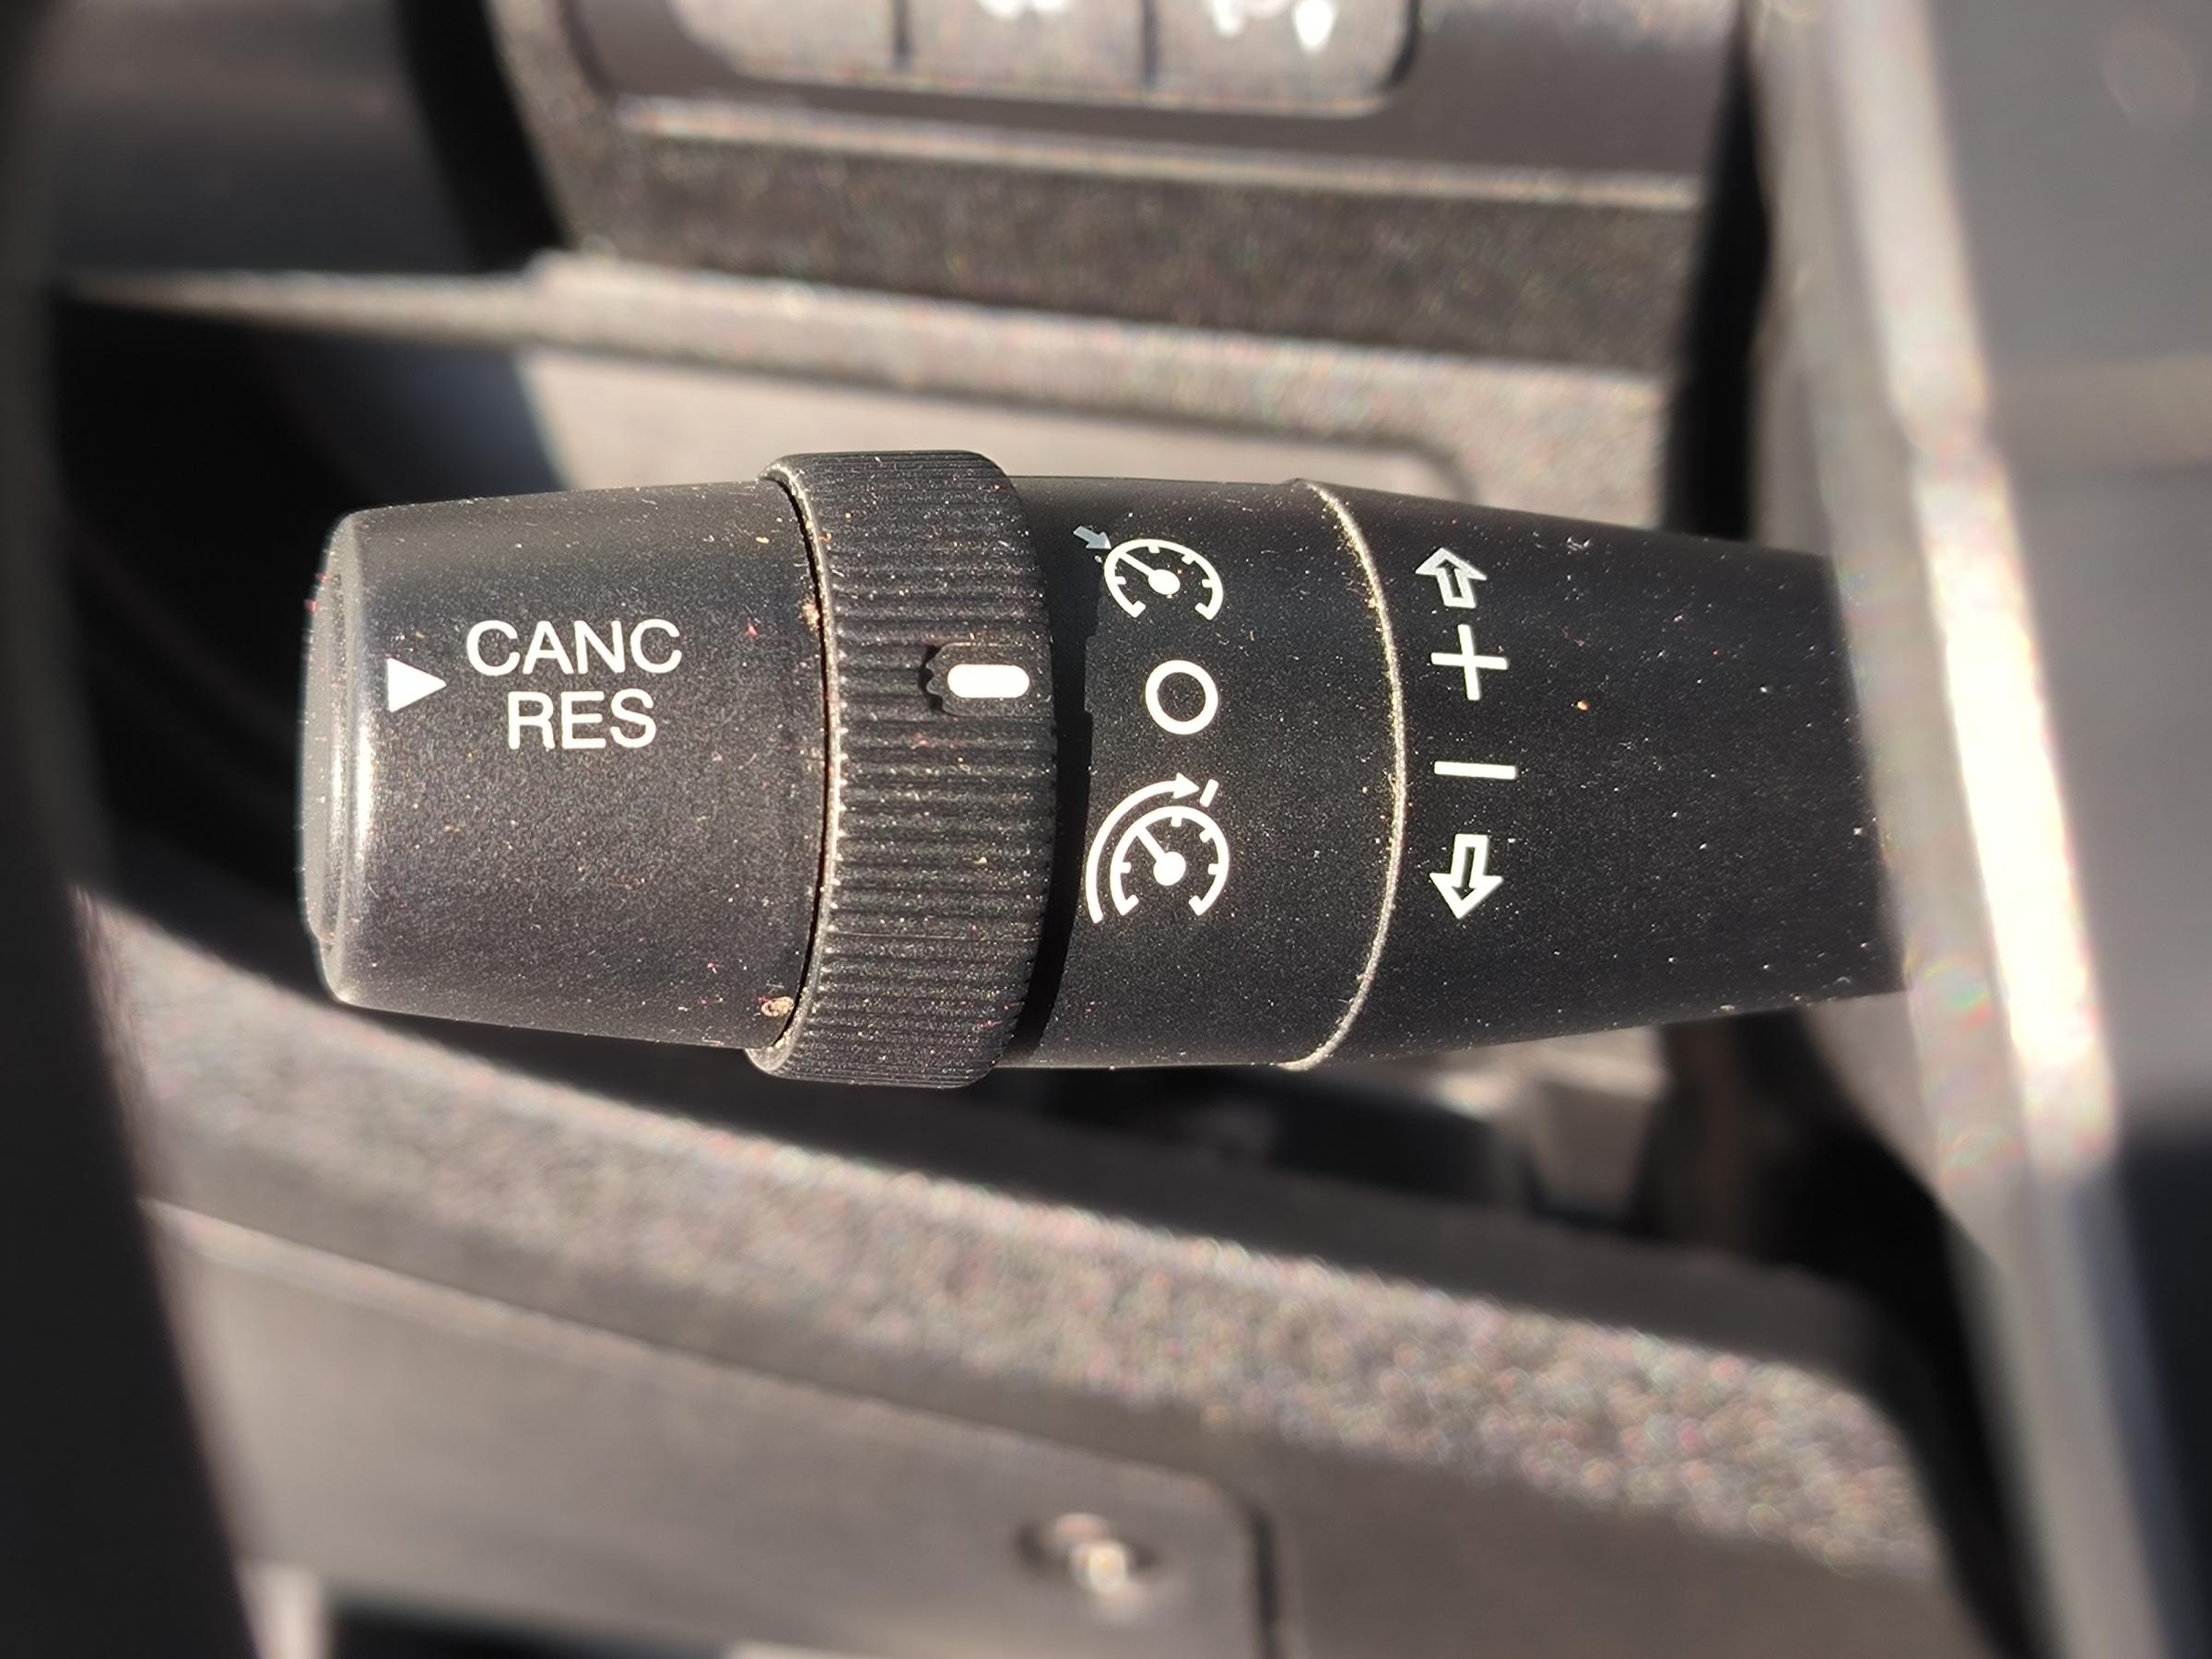 CANC
RES
+
−